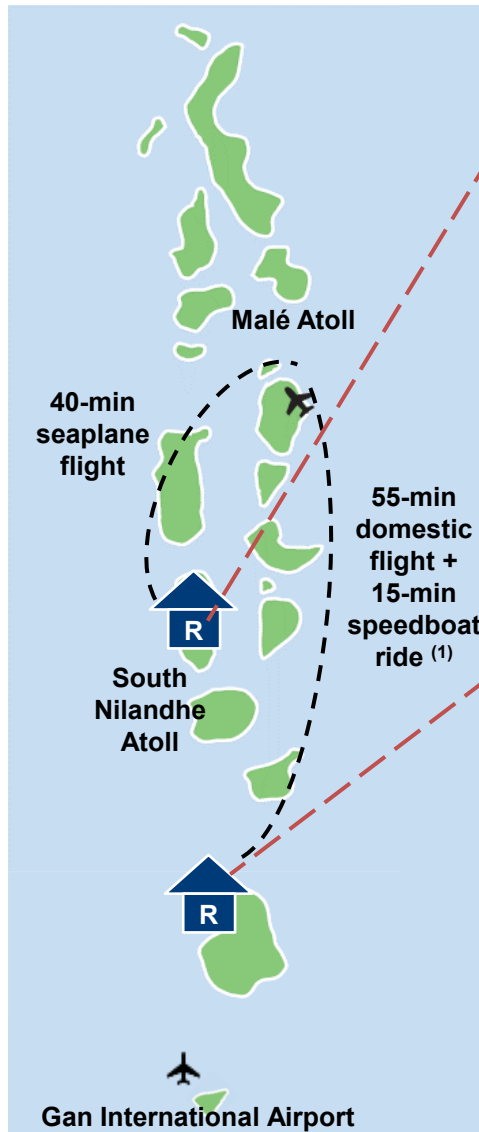 Malé Atoll
40-min
seaplane
flight
55-min
domestic
flight +
15-min
speedboat
ride (1)
R
South
Nilandhe
Atoll
R
Gan International Airport